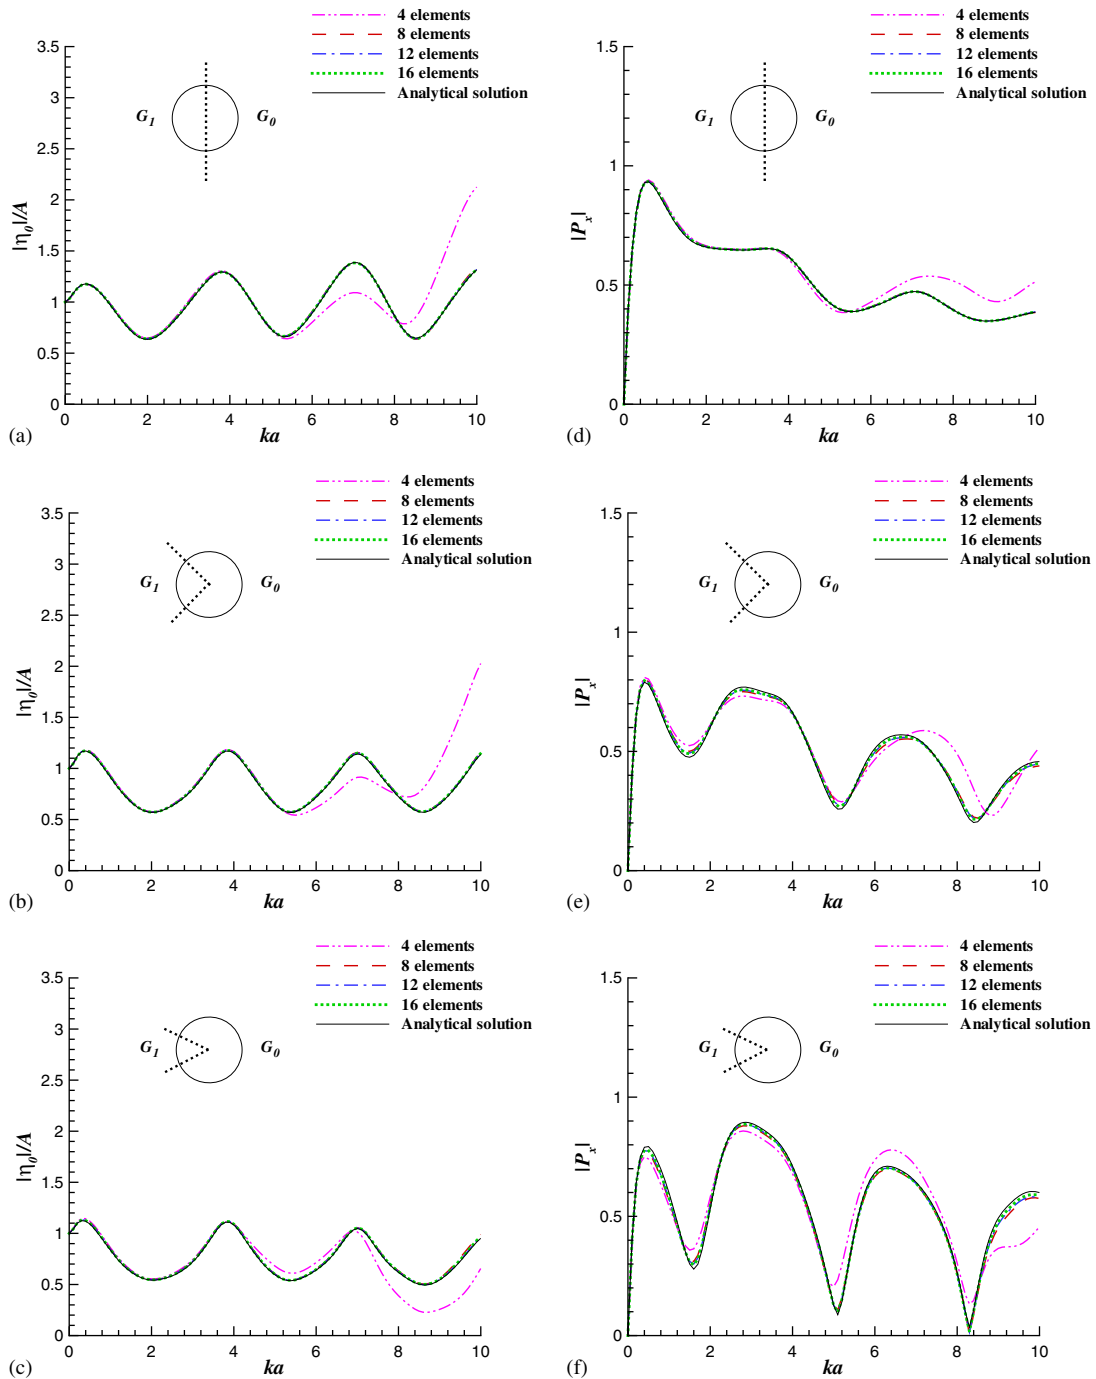 4 elements
8 elements
12 elements
16 elements
Analytical solution
3.5
3
2.5
2
1.5
1
0.5
0
|η0|/A
G1
G0
0 2 4 6 8 10
ka
(a)
4 elements
8 elements
12 elements
16 elements
Analytical solution
1.5
1
0.5
0
|Px|
G1
G0
0 2 4 6 8 10
ka
(d)
4 elements
8 elements
12 elements
16 elements
Analytical solution
3.5
3
2.5
2
1.5
1
0.5
0
|η0|/A
G1
G0
0 2 4 6 8 10
ka
(b)
4 elements
8 elements
12 elements
16 elements
Analytical solution
1.5
1
0.5
0
|Px|
G1
G0
0 2 4 6 8 10
ka
(e)
4 elements
8 elements
12 elements
16 elements
Analytical solution
3.5
3
2.5
2
1.5
1
0.5
0
|η0|/A
G1
G0
0 2 4 6 8 10
ka
(c)
4 elements
8 elements
12 elements
16 elements
Analytical solution
1.5
1
0.5
0
|Px|
G1
G0
0 2 4 6 8 10
ka
(f)